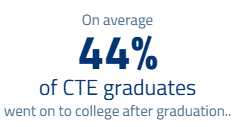 On average
44%
of CTE graduates
went on to college after graduation..